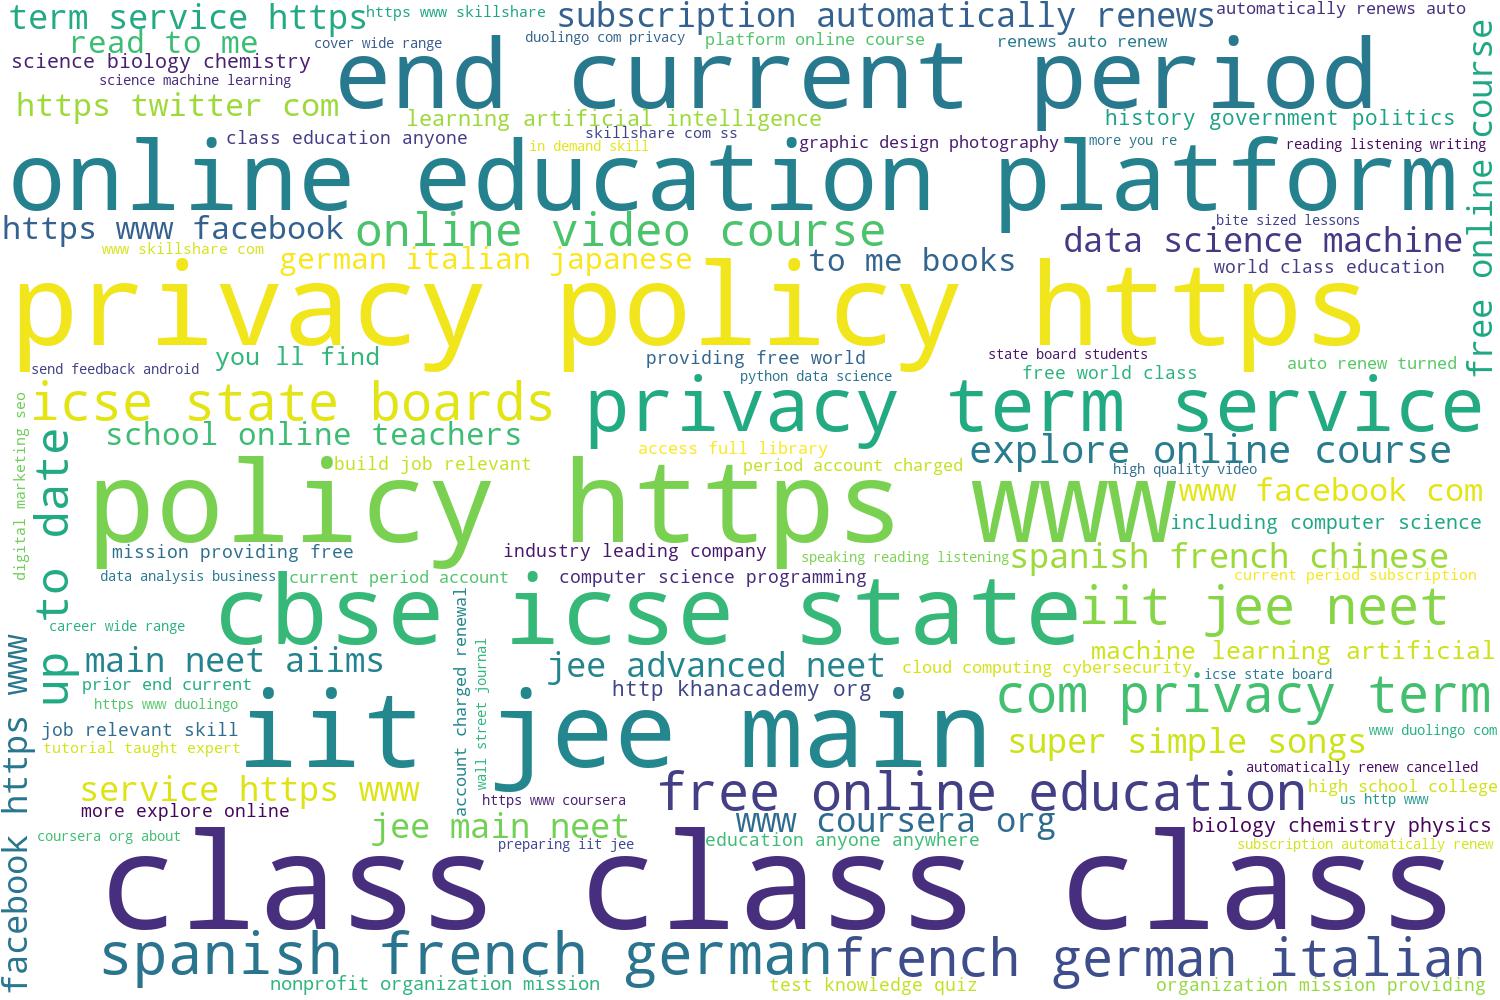 term service https
https www skillshare
subscription automatically renews
automatically renews auto
read to me
cover wide range
duolingo com privacy
platform online course
renews auto renew
science biology chemistry
science machine learning
end current period
https twitter com
learning artificial intelligence
history government politics
free online course
class education anyone
skillshare com ss
in demand skill
graphic design photography
more you re
reading listening writing
online education platform
https www facebook
online video course
bite sized lessons
data science machine
www skillshare com
german italian japanese
to me books
world class education
privacy policy https
send feedback android
you ll find
providing free world
python data science
state board students
free world class
auto renew turned
icse state boards
privacy term service
digital marketing seo
school online teachers
access full library
explore online course
up to date
build job relevant
period account charged
high quality video
policy https www
www facebook com
including computer science
mission providing free
industry leading company
speaking reading listening
spanish french chinese
data analysis business
current period account
computer science programming
current period subscription
cbse icse state
iit jee neet
career wide range
account charged renewal
wall street journal
facebook https www
main neet aiims
jee advanced neet
cloud computing cybersecurity
machine learning artificial
icse state board
prior end current
http khanacademy org
https www duolingo
com privacy term
job relevant skill
tutorial taught expert
iit jee main
super simple songs
www duolingo com
automatically renew cancelled
service https www
free online education
high school college
https www coursera
us http www
more explore online
jee main neet
www coursera org
biology chemistry physics
coursera org about
preparing iit jee
education anyone anywhere
subscription automatically renew
class class class
spanish french german
french german italian
nonprofit organization mission
test knowledge quiz
organization mission providing